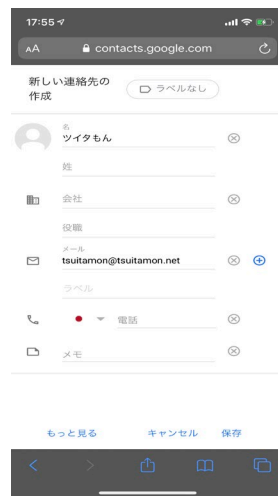 17:55
AA contacts.google.com
新しい連絡先の
作成
ラベルなし
名
ツイタもん
姓
会社
役職
メール
tsuitamon@tsuitamon.net
ラベル
電話
メモ
もっと見る キャンセル 保存